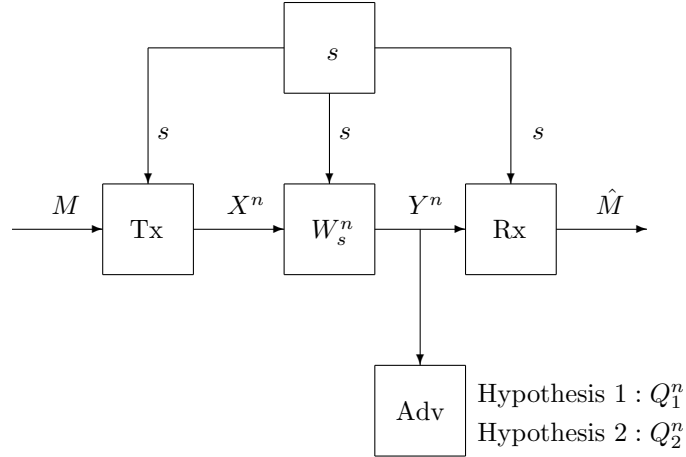 s
s s s
M Tx X^n W_s^n Y^n Rx \hat{M}
Adv
Hypothesis 1 : Q_1^n
Hypothesis 2 : Q_2^n